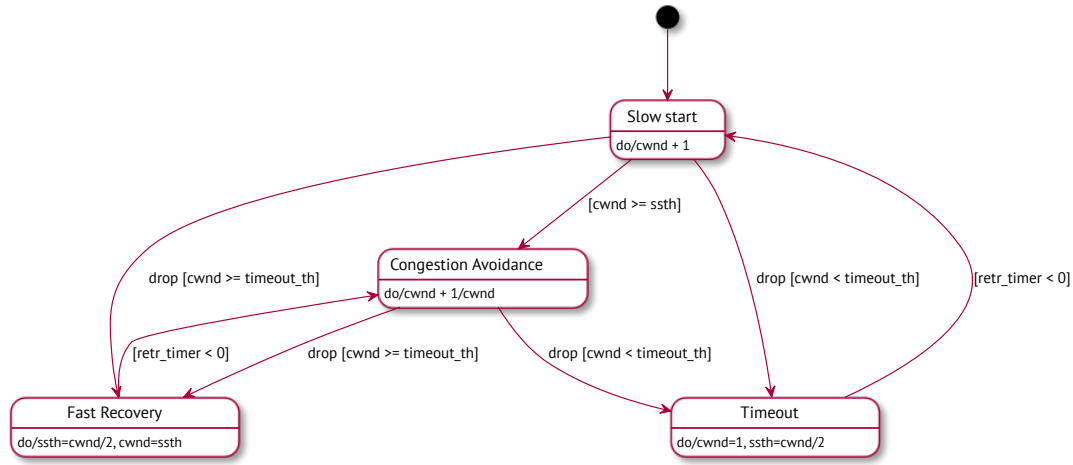 Slow start
do/cwnd + 1
[cwnd >= ssth]
Congestion Avoidance
do/cwnd + 1/cwnd
drop [cwnd >= timeout_th]
drop [cwnd < timeout_th]
[retr_timer < 0]
[retr_timer < 0]
drop [cwnd >= timeout_th]
drop [cwnd < timeout_th]
Fast Recovery
do/ssth=cwnd/2, cwnd=ssth
Timeout
do/cwnd=1, ssth=cwnd/2